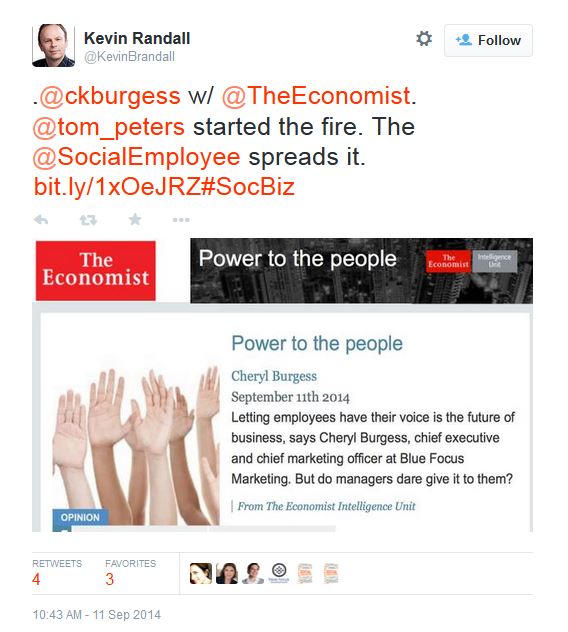 Kevin Randall
@KevinBrandall
Follow
.@ckburgess w/ @TheEconomist.
@tom_peters started the fire. The
@SocialEmployee spreads it.
bit.ly/1xOeJRZ#SocBiz
The
Economist
Power to the people
The
Economist
Intelligence
Unit
Power to the people
Cheryl Burgess
September 11th 2014
Letting employees have their voice is the future of
business, says Cheryl Burgess, chief executive
and chief marketing officer at Blue Focus
Marketing. But do managers dare give it to them?
From The Economist Intelligence Unit
OPINION
RETWEETS
FAVORITES
4
3
10:43 AM - 11 Sep 2014